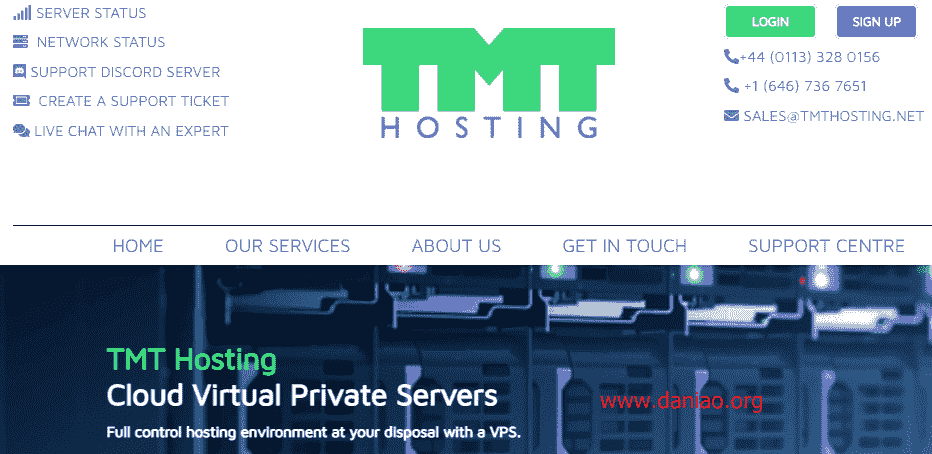 SERVER STATUS
NETWORK STATUS
SUPPORT DISCORD SERVER
CREATE A SUPPORT TICKET
LIVE CHAT WITH AN EXPERT
TMT
HOSTING
LOGIN
SIGN UP
+44 (0113) 328 0156
+1 (646) 736 7651
SALES@TMTHOSTING.NET
HOME
OUR SERVICES
ABOUT US
GET IN TOUCH
SUPPORT CENTRE
TMT Hosting
Cloud Virtual Private Servers
www.daniao.org
Full control hosting environment at your disposal with a VPS.